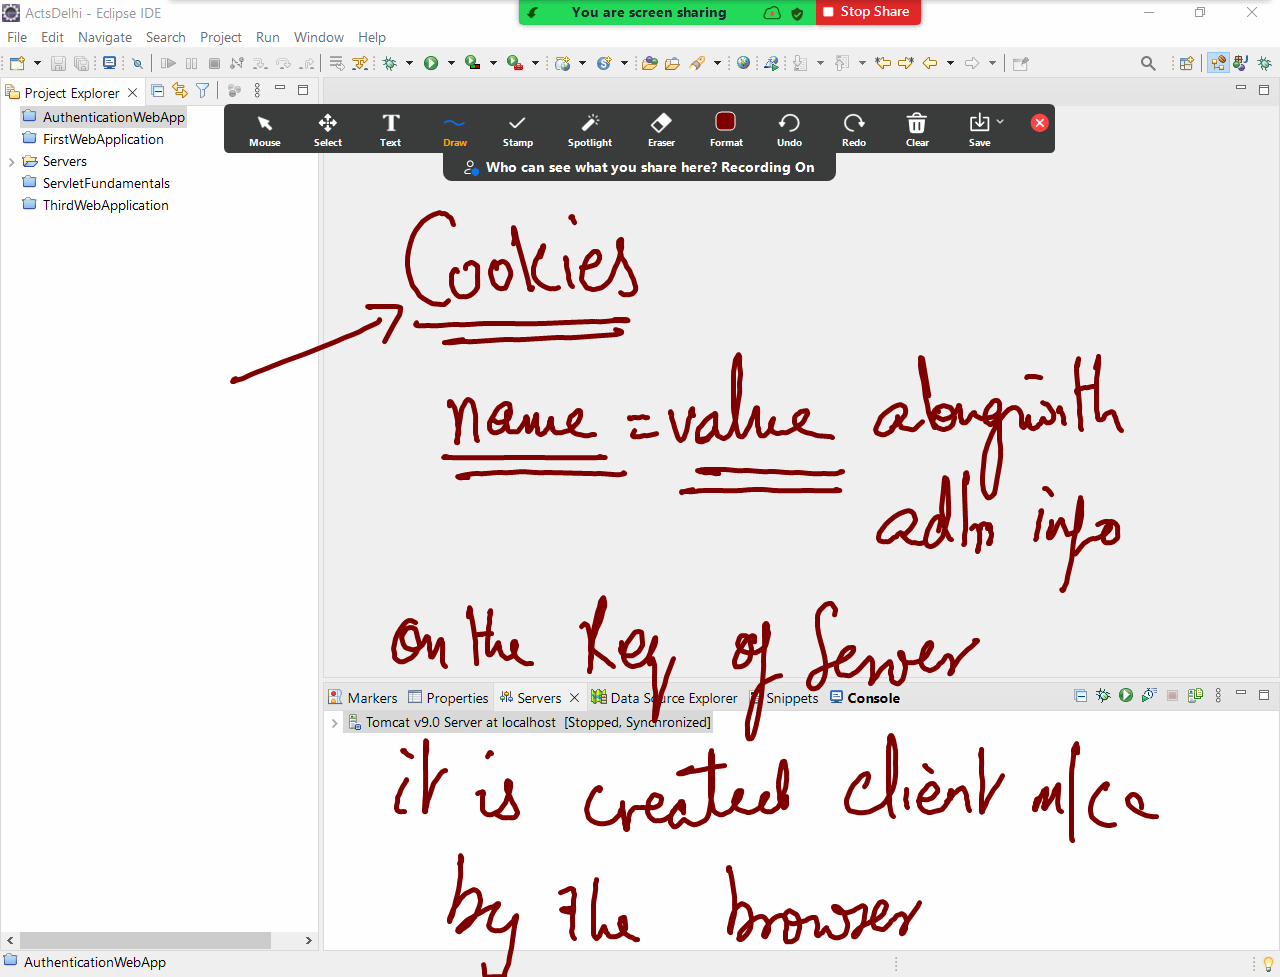 ActsDelhi - Eclipse IDE
You are screen sharing
Stop Share
File Edit Navigate Search Project Run Window Help
Project Explorer
AuthenticationWebApp
FirstWebApplication
Servers
ServletFundamentals
ThirdWebApplication
Mouse Select Text Draw Stamp Spotlight Eraser Format Undo Redo Clear Save
Who can see what you share here? Recording On
Cookies
name = value alongwith
adln info
on the Req of Server
Markers Properties Servers Data Source Explorer Snippets Console
Tomcat v9.0 Server at localhost [Stopped, Synchronized]
it is created client m/ce
by the browser
AuthenticationWebApp